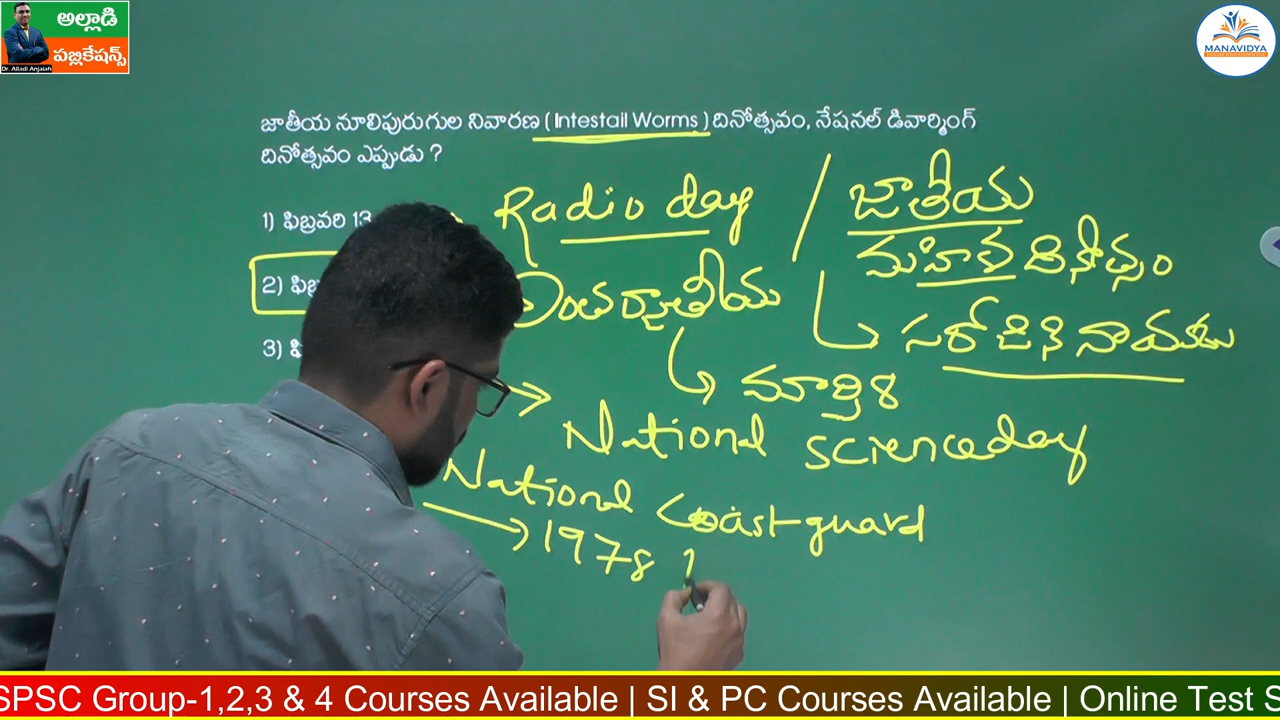 అల్లాడి
పబ్లికేషన్స్
Dr. Alladi Anjaiah
MANAVIDYA
జాతీయ నూలిపురుగుల నివారణ ( Intestail Worms ) దినోత్సవం, నేషనల్ డివార్మింగ్
దినోత్సవం ఎప్పుడు ?
1) ఫిబ్రవరి 13
Radio day / జాతీయ
మహిళ దినోత్సం
2) ఫిబ్ర
అంతర్జాతీయ
సరోజిని నాయుడు
3) ఫి
మార్చి 8
National science day
National Coast guard
1978
SPSC Group-1,2,3 & 4 Courses Available | SI & PC Courses Available | Online Test S